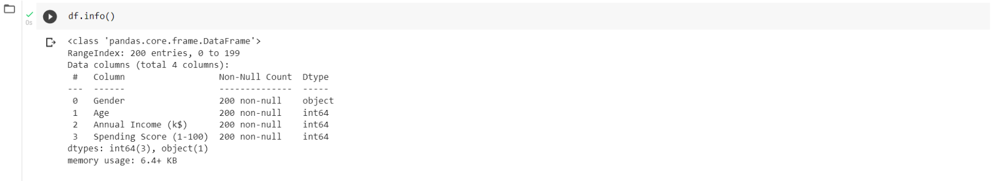 df.info()
0s
<class 'pandas.core.frame.DataFrame'>
RangeIndex: 200 entries, 0 to 199
Data columns (total 4 columns):
 #   Column                  Non-Null Count  Dtype
---  ------                  --------------  -----
 0   Gender                  200 non-null    object
 1   Age                     200 non-null    int64
 2   Annual Income (k$)      200 non-null    int64
 3   Spending Score (1-100)  200 non-null    int64
dtypes: int64(3), object(1)
memory usage: 6.4+ KB